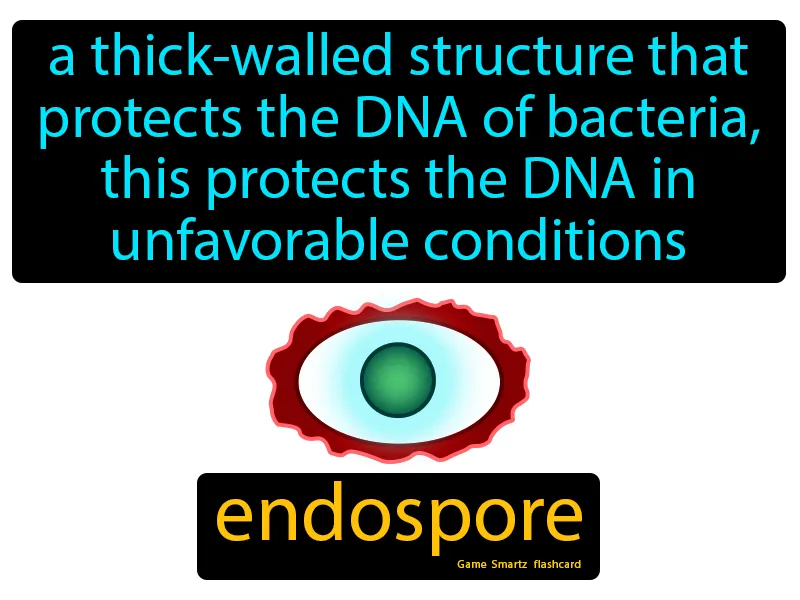 a thick-walled structure that
protects the DNA of bacteria,
this protects the DNA in
unfavorable conditions
endospore
Game Smartz flashcard